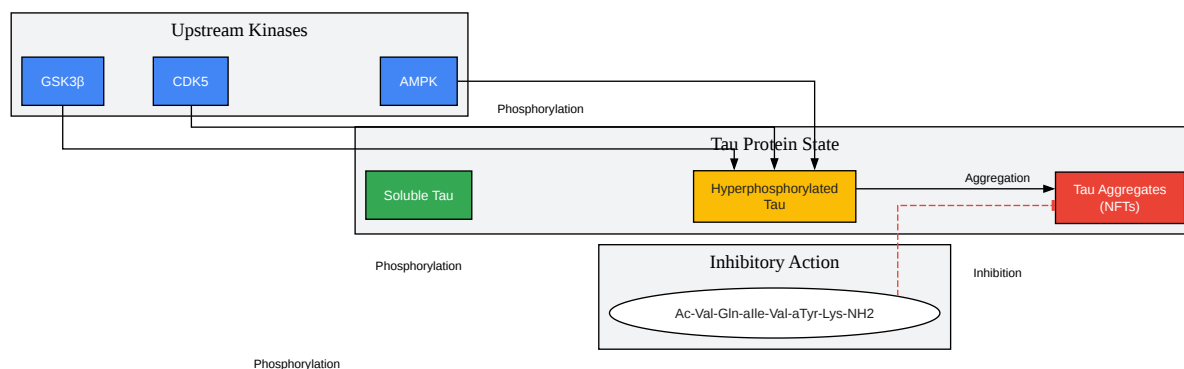 Upstream Kinases
GSK3β
CDK5
AMPK
Phosphorylation
Tau Protein State
Soluble Tau
Hyperphosphorylated
Tau
Aggregation
Tau Aggregates
(NFTs)
Phosphorylation
Inhibitory Action
Inhibition
Ac-Val-Gln-aIle-Val-aTyr-Lys-NH2
Phosphorylation